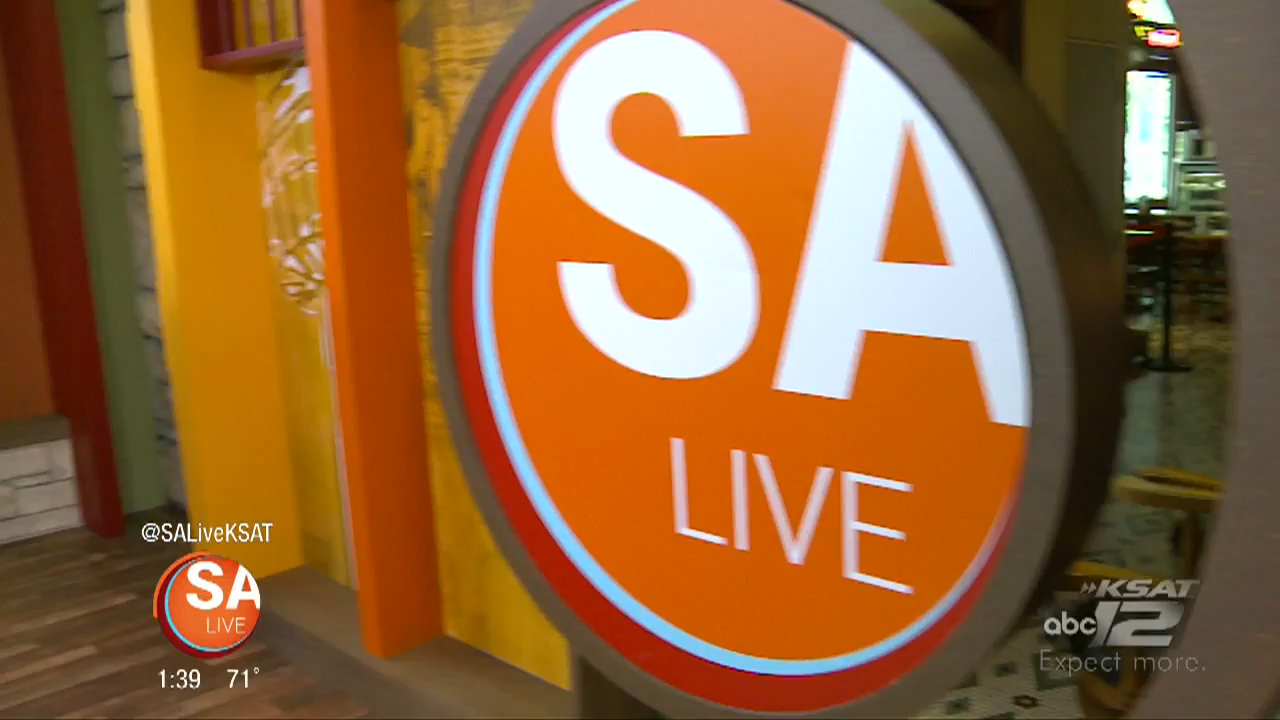 SA
LIVE
@SALiveKSAT
SA
LIVE
1:39 71°
KSAT
abc 12
Expect more.